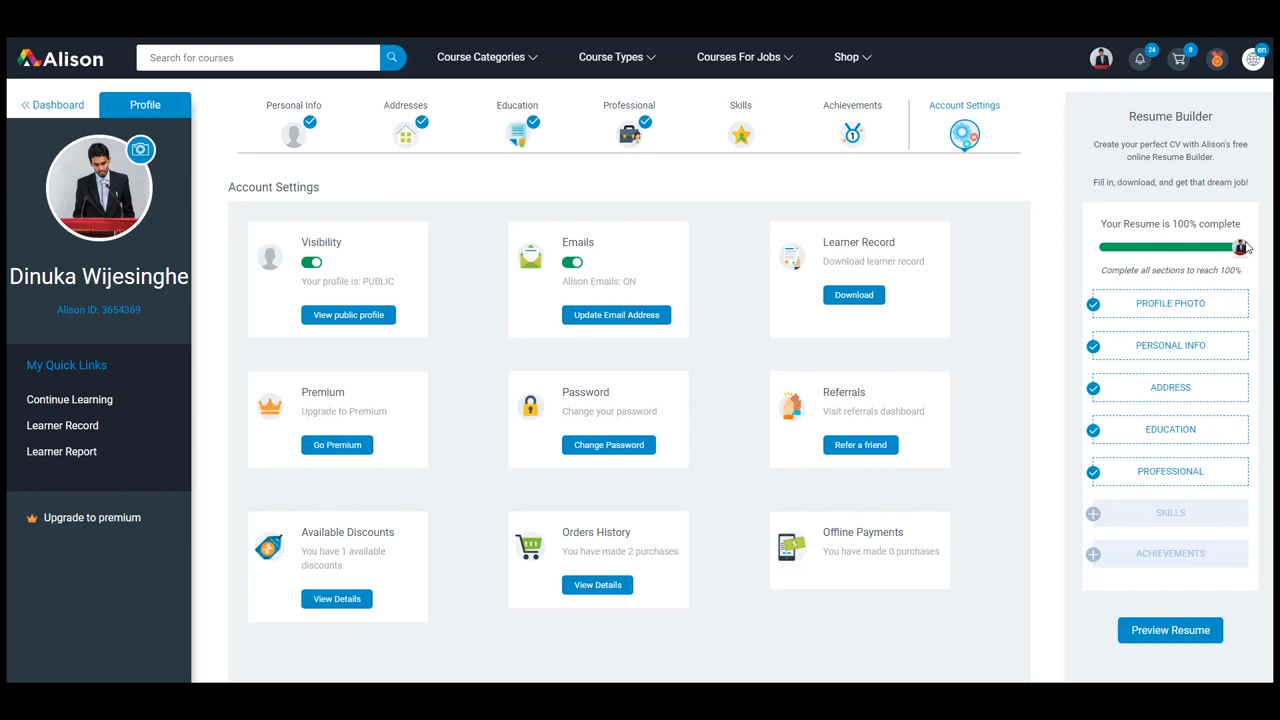 Alison
Search for courses
Course Categories
Course Types
Courses For Jobs
Shop
24
0
en
Dashboard
Profile
Dinuka Wijesinghe
Alison ID: 3654369
My Quick Links
Continue Learning
Learner Record
Learner Report
Upgrade to premium
Personal Info
Addresses
Education
Professional
Skills
Achievements
Account Settings
1
Account Settings
Visibility
Your profile is: PUBLIC
View public profile
Emails
Alison Emails: ON
Update Email Address
Learner Record
Download learner record
Download
Premium
Upgrade to Premium
Go Premium
Password
Change your password
Change Password
Referrals
Visit referrals dashboard
Refer a friend
Available Discounts
You have 1 available
discounts
View Details
Orders History
You have made 2 purchases
View Details
Offline Payments
You have made 0 purchases
Resume Builder
Create your perfect CV with Alison's free
online Resume Builder.
Fill in, download, and get that dream job!
Your Resume is 100% complete
Complete all sections to reach 100%
PROFILE PHOTO
PERSONAL INFO
ADDRESS
EDUCATION
PROFESSIONAL
SKILLS
ACHIEVEMENTS
Preview Resume